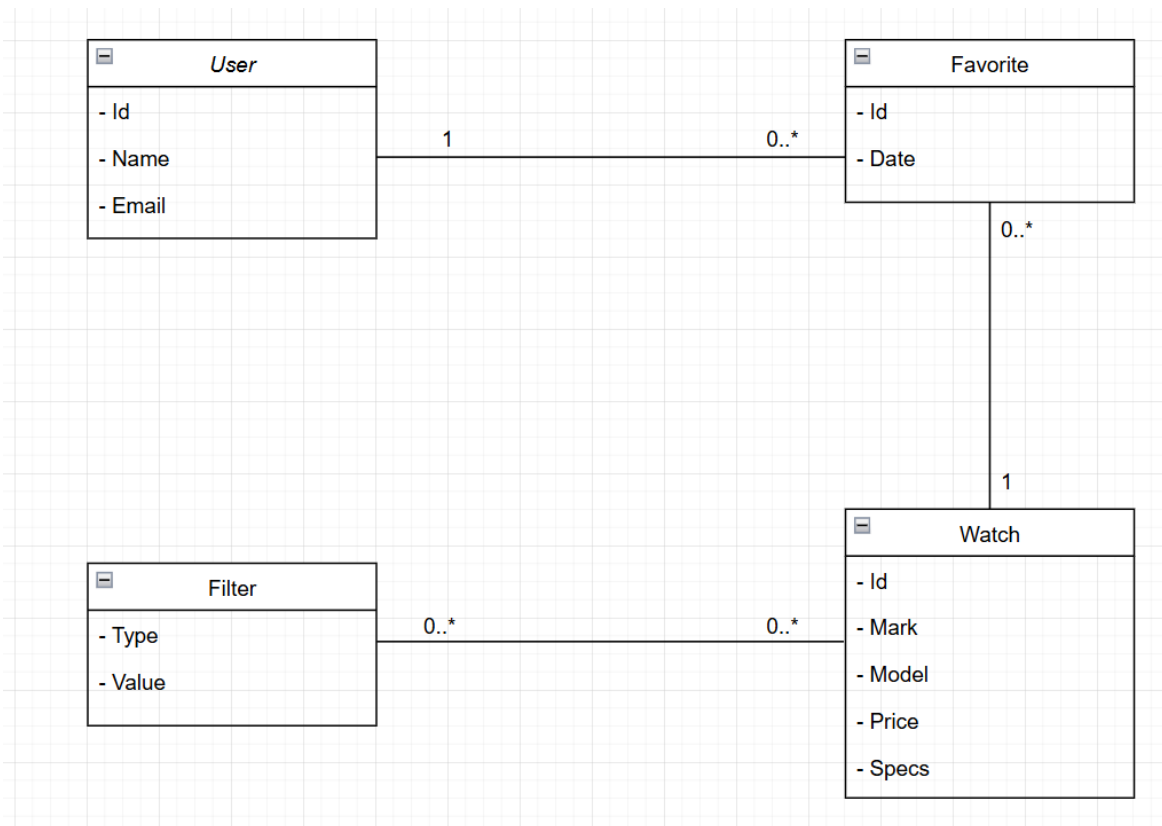 User
- Id
- Name
- Email
1
0..*
Favorite
- Id
- Date
0..*
1
Filter
- Type
- Value
0..*
0..*
Watch
- Id
- Mark
- Model
- Price
- Specs